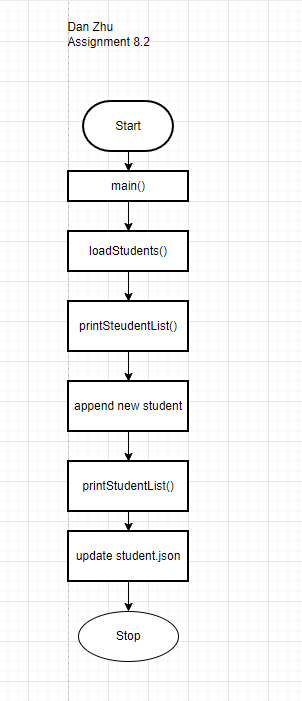 Dan Zhu
Assignment 8.2
Start
main()
loadStudents()
printSteudentList()
append new student
printStudentList()
update student.json
Stop